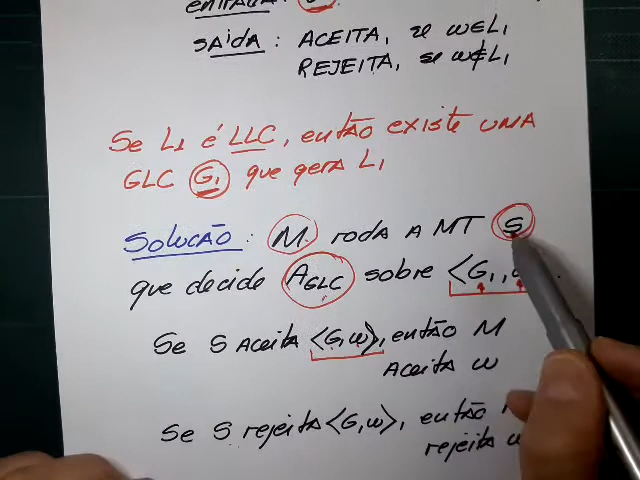 ENTRADA:
SAÍDA: ACEITA, se w∈L1
REJEITA, se w∉L1
Se L1 é LLC, então existe UMA
GLC G1 que gera L1
Solução: M roda a MT S
que decide AGLC sobre <G1,
Se S aceita <G,w>, então M
Aceita w
Se S rejeita <G,w>, então
rejeita w